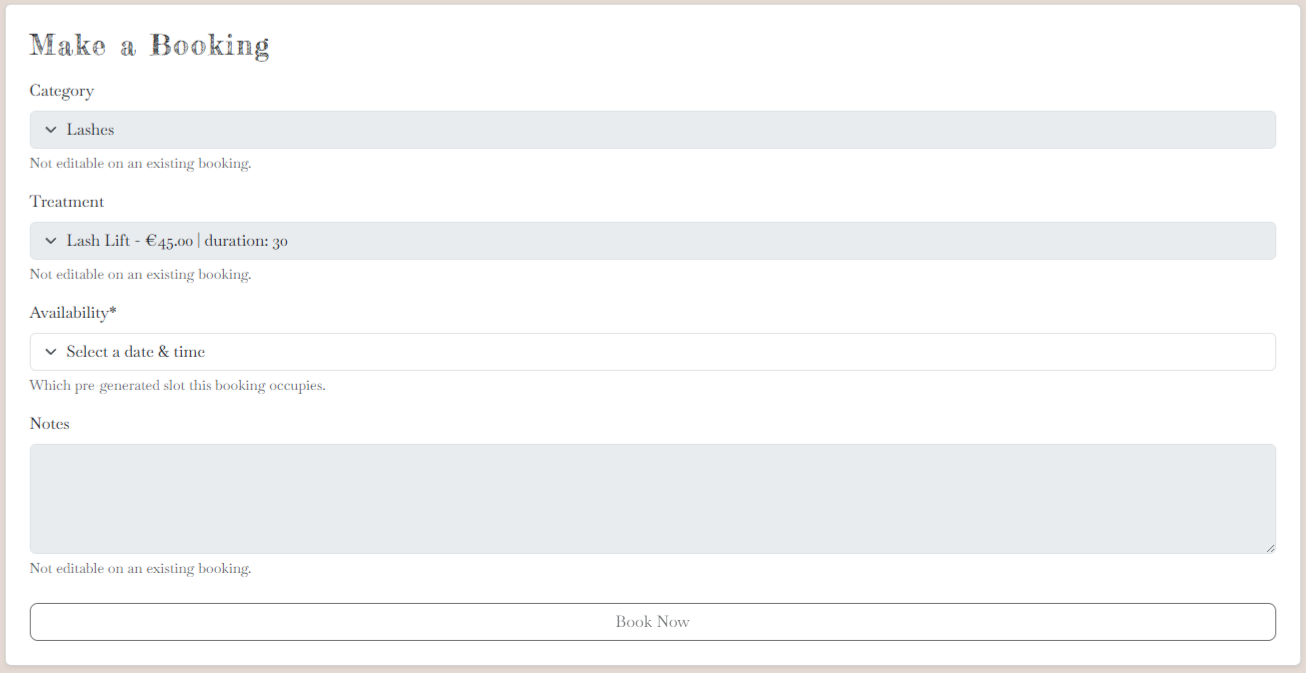 Make a Booking
Category
Lashes
Not editable on an existing booking.
Treatment
Lash Lift - €45.00 | duration: 30
Not editable on an existing booking.
Availability*
Select a date & time
Which pre-generated slot this booking occupies.
Notes
Not editable on an existing booking.
Book Now